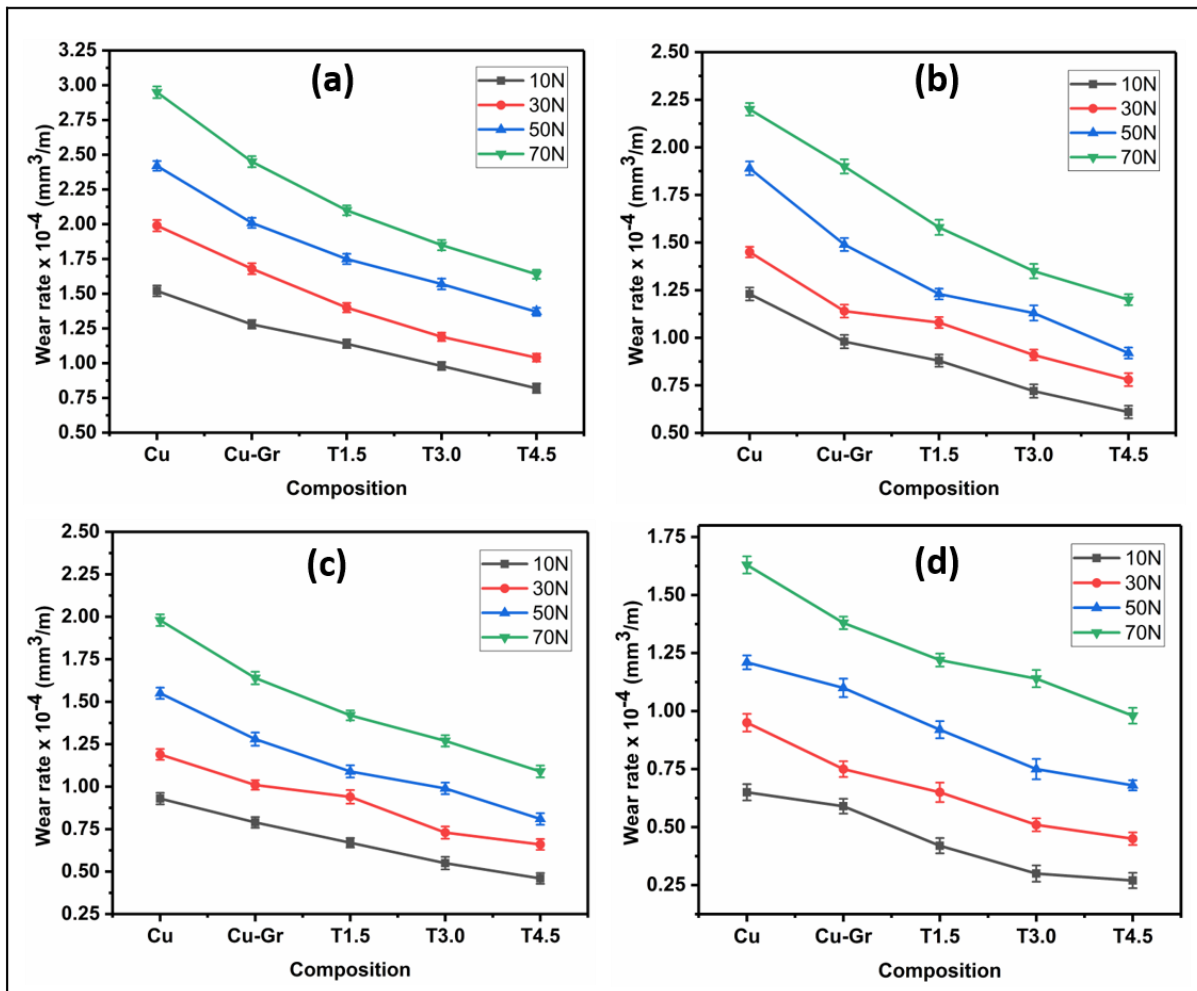 (a)
10N
30N
50N
70N
Wear rate x 10⁻⁴ (mm³/m)
3.25
3.00
2.75
2.50
2.25
2.00
1.75
1.50
1.25
1.00
0.75
0.50
Cu Cu-Gr T1.5 T3.0 T4.5
Composition
(b)
10N
30N
50N
70N
Wear rate x 10⁻⁴ (mm³/m)
2.50
2.25
2.00
1.75
1.50
1.25
1.00
0.75
0.50
Cu Cu-Gr T1.5 T3.0 T4.5
Composition
(c)
10N
30N
50N
70N
Wear rate x 10⁻⁴ (mm³/m)
2.50
2.25
2.00
1.75
1.50
1.25
1.00
0.75
0.50
0.25
Cu Cu-Gr T1.5 T3.0 T4.5
Composition
(d)
10N
30N
50N
70N
Wear rate x 10⁻⁴ (mm³/m)
1.75
1.50
1.25
1.00
0.75
0.50
0.25
Cu Cu-Gr T1.5 T3.0 T4.5
Composition